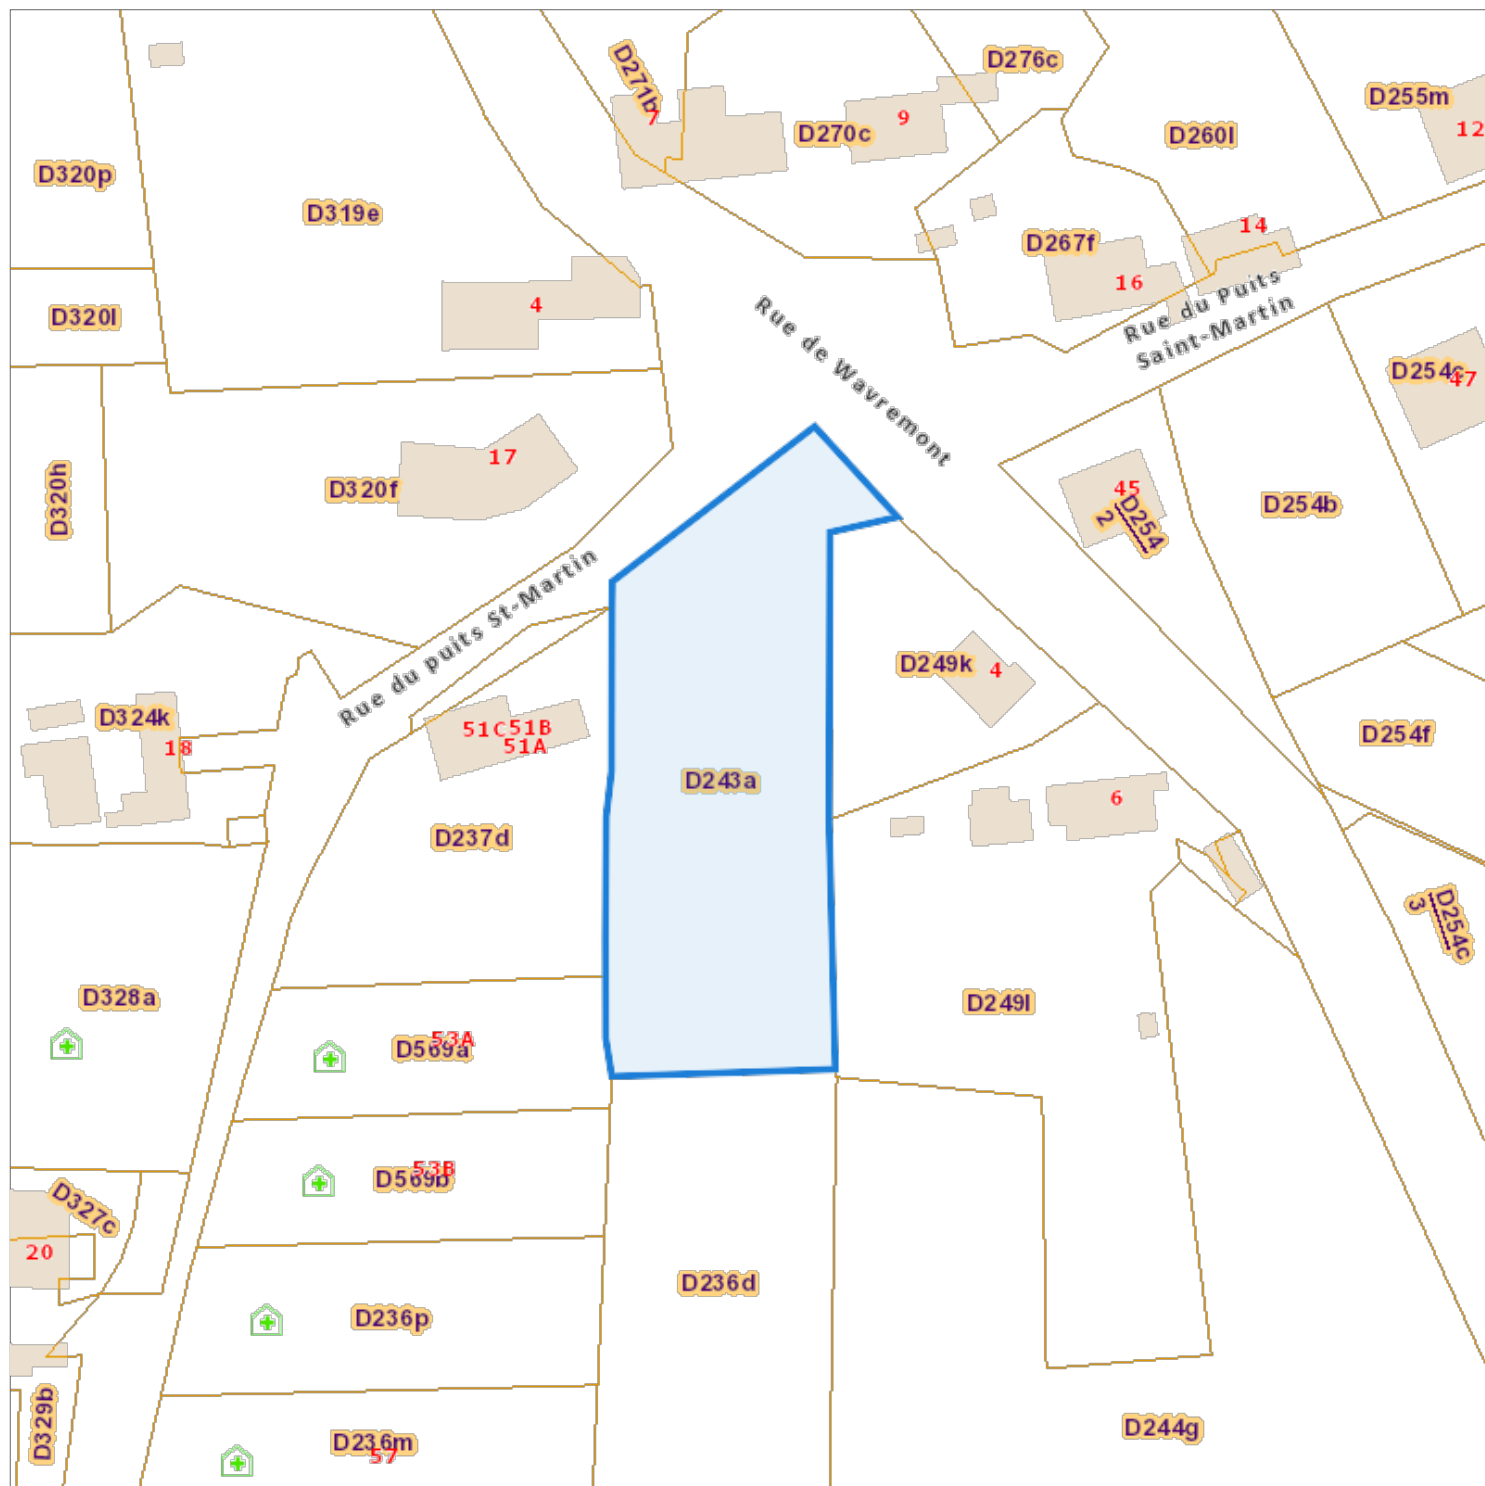 D271b
7
D276c
D270c
9
D260l
D255m
12
D320p
D319e
D267f
14
16
Rue du Puits
Saint-Martin
D320l
4
Rue de Wavremont
D254c
47
D320h
D320f
17
45
D254
2
D254b
Rue du puits St-Martin
D249k
4
D324k
18
51C
51B
51A
D254f
D243a
6
D237d
D254c
3
D328a
D249l
D569a
53A
D569b
53B
D327c
20
D236d
D236p
D329b
D236m
57
D244g